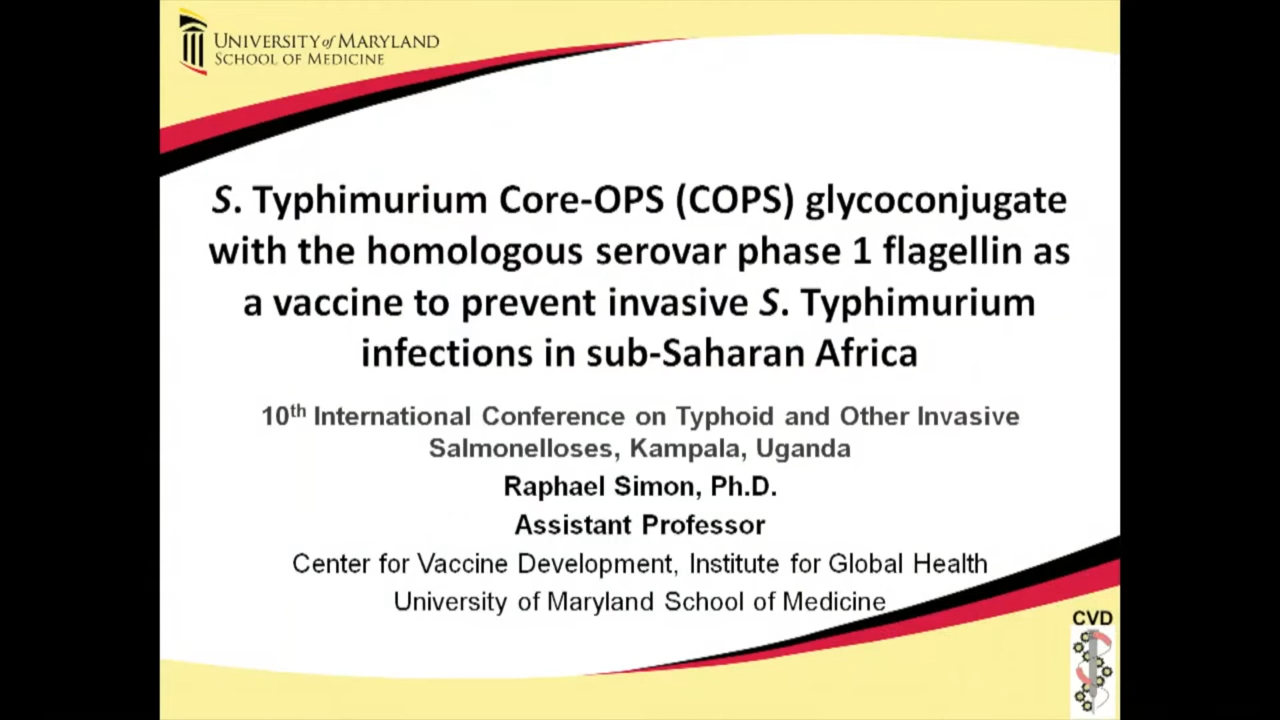 UNIVERSITY of MARYLAND
SCHOOL OF MEDICINE
S. Typhimurium Core-OPS (COPS) glycoconjugate
with the homologous serovar phase 1 flagellin as
a vaccine to prevent invasive S. Typhimurium
infections in sub-Saharan Africa
10th International Conference on Typhoid and Other Invasive
Salmonelloses, Kampala, Uganda
Raphael Simon, Ph.D.
Assistant Professor
Center for Vaccine Development, Institute for Global Health
University of Maryland School of Medicine
CVD